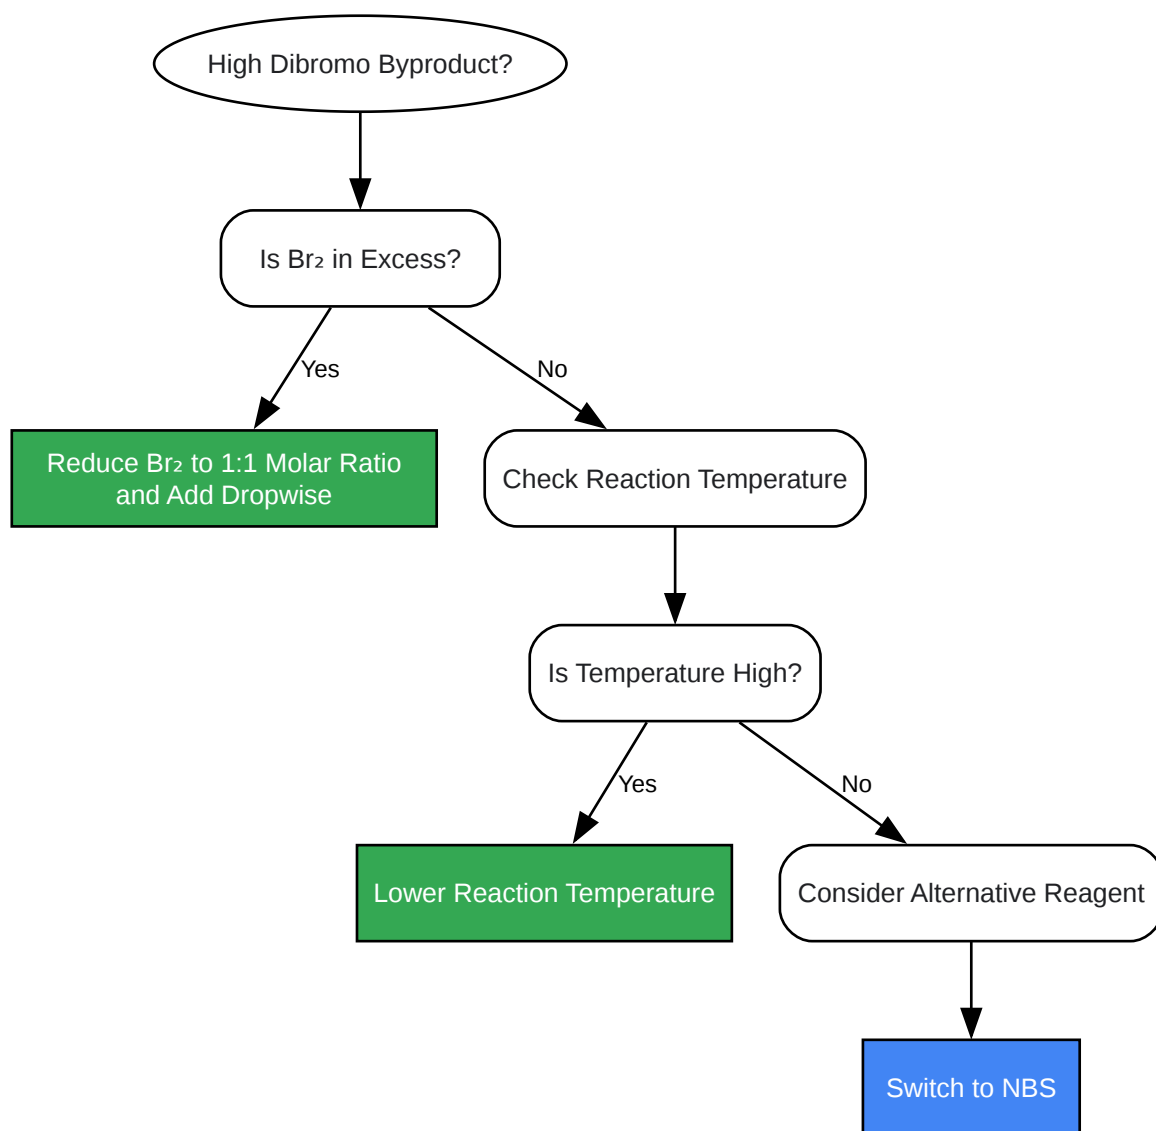 High Dibromo Byproduct?
Is Br₂ in Excess?
Yes
No
Reduce Br₂ to 1:1 Molar Ratio
and Add Dropwise
Check Reaction Temperature
Is Temperature High?
Yes
No
Lower Reaction Temperature
Consider Alternative Reagent
Switch to NBS